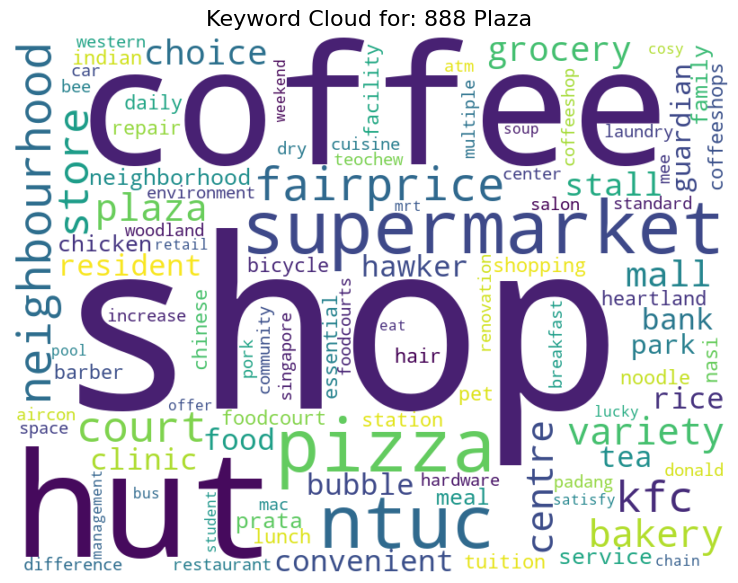 Keyword Cloud for: 888 Plaza
western
indian
car
bee
choice
coffee
weekend
facility
atm
multiple
grocery
soup
coffeeshop
laundry
guardian
cosy
family
coffeeshops
neighbourhood
store
daily
repair
dry
cuisine
teochew
center
mee
neighborhood
environment
fairprice
stall
plaza
mrt
salon
standard
woodland
chicken
retail
supermarket
resident
bicycle
hawker
shopping
mall
heartland
shop
increase
chinese
pork
community
singapore
essential
foodcourts
eat
renovation
breakfast
bank
park
nasi
pool
barber
hair
pet
noodle
rice
aircon
space
offer
foodcourt
station
lucky
court
food
pizza
variety
clinic
tea
hut
management
bus
student
mac
prata
lunch
bubble
hardware
meal
ntuc
centre
padang
satisfy
donald
kfc
bakery
difference
restaurant
convenient
tuition
service
chain